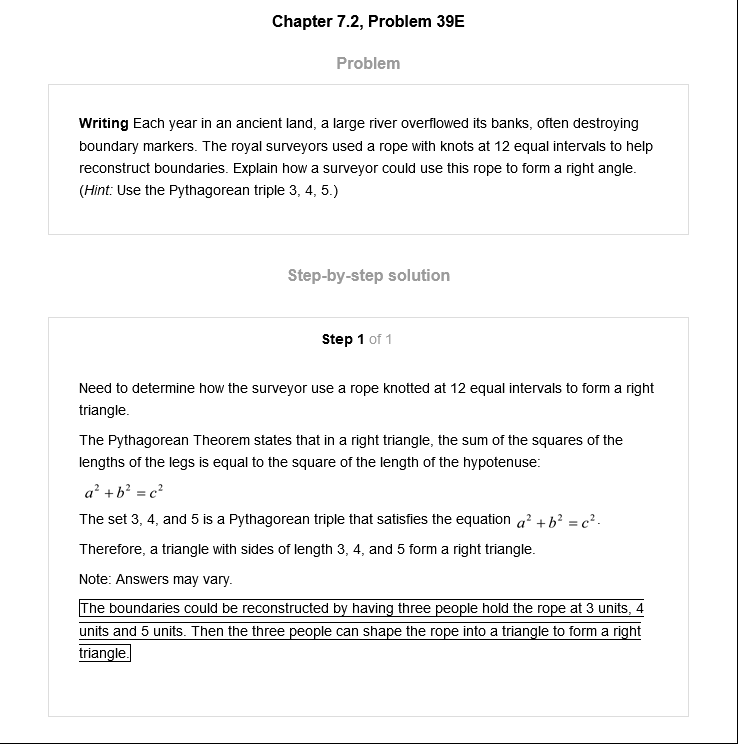 Chapter 7.2, Problem 39E
Problem
Writing Each year in an ancient land, a large river overflowed its banks, often destroying
boundary markers. The royal surveyors used a rope with knots at 12 equal intervals to help
reconstruct boundaries. Explain how a surveyor could use this rope to form a right angle.
(Hint: Use the Pythagorean triple 3, 4, 5.)
Step-by-step solution
Step 1 of 1
Need to determine how the surveyor use a rope knotted at 12 equal intervals to form a right
triangle.
The Pythagorean Theorem states that in a right triangle, the sum of the squares of the
lengths of the legs is equal to the square of the length of the hypotenuse:
a² + b² = c²
The set 3, 4, and 5 is a Pythagorean triple that satisfies the equation a² + b² = c².
Therefore, a triangle with sides of length 3, 4, and 5 form a right triangle.
Note: Answers may vary.
The boundaries could be reconstructed by having three people hold the rope at 3 units, 4
units and 5 units. Then the three people can shape the rope into a triangle to form a right
triangle.